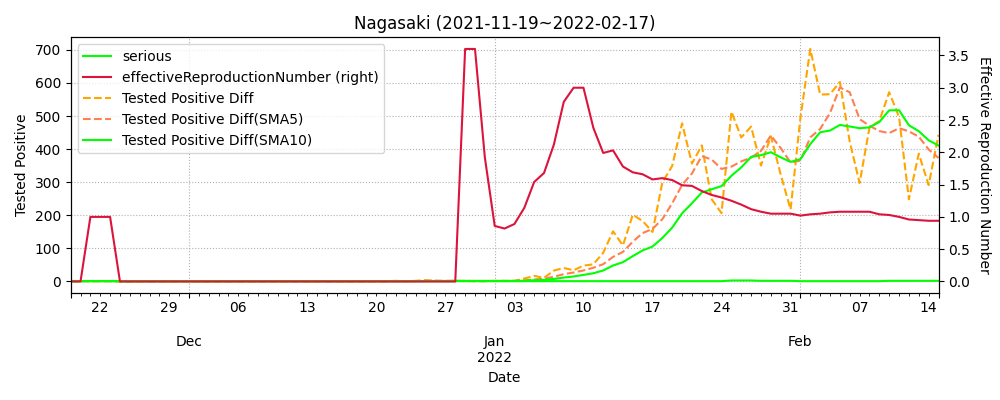 Nagasaki (2021-11-19~2022-02-17)
serious
effectiveReproductionNumber (right)
Tested Positive Diff
Tested Positive Diff(SMA5)
Tested Positive Diff(SMA10)
Tested Positive
700
600
500
400
300
200
100
0
3.5
3.0
2.5
2.0
1.5
1.0
0.5
0.0
Effective Reproduction Number
22 29 06 13 20 27 03 10 17 24 31 07 14
Dec Jan Feb
2022
Date